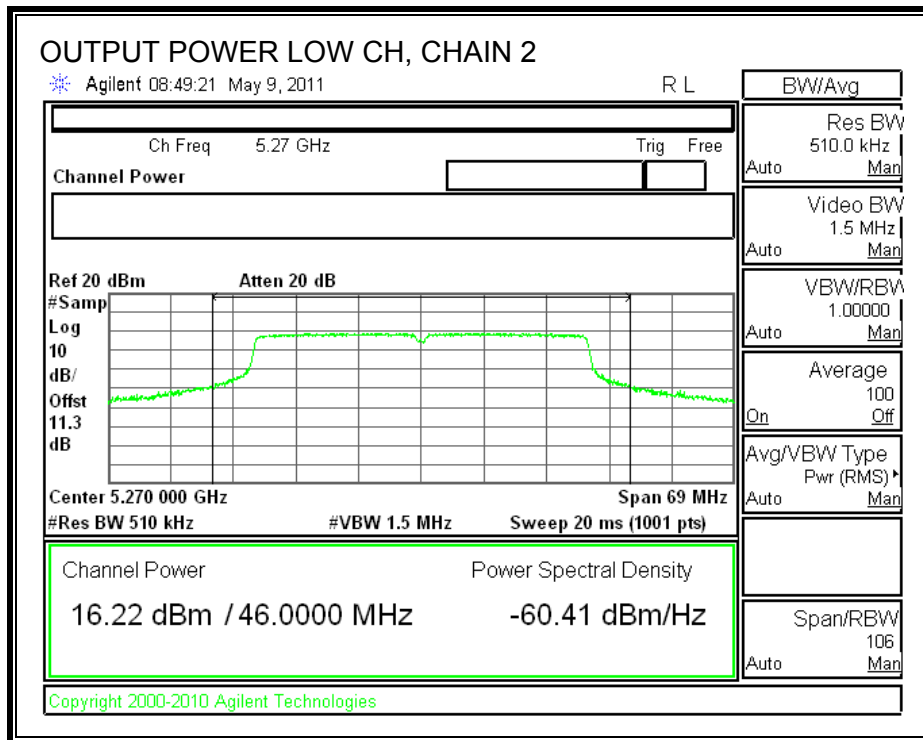 OUTPUT POWER LOW CH, CHAIN 2
Agilent 08:49:21 May 9, 2011 R L
BW/Avg
Ch Freq 5.27 GHz Trig Free
Channel Power
Res BW
510.0 kHz
Auto Man
Video BW
1.5 MHz
Auto Man
VBW/RBW
1.00000
Auto Man
Average
100
On Off
Avg/VBW Type
Pwr (RMS)
Auto Man
Span/RBW
106
Auto Man
Ref 20 dBm Atten 20 dB
#Samp
Log
10
dB/
Offst
11.3
dB
Center 5.270 000 GHz Span 69 MHz
#Res BW 510 kHz #VBW 1.5 MHz Sweep 20 ms (1001 pts)
Channel Power Power Spectral Density
16.22 dBm / 46.0000 MHz -60.41 dBm/Hz
Copyright 2000-2010 Agilent Technologies